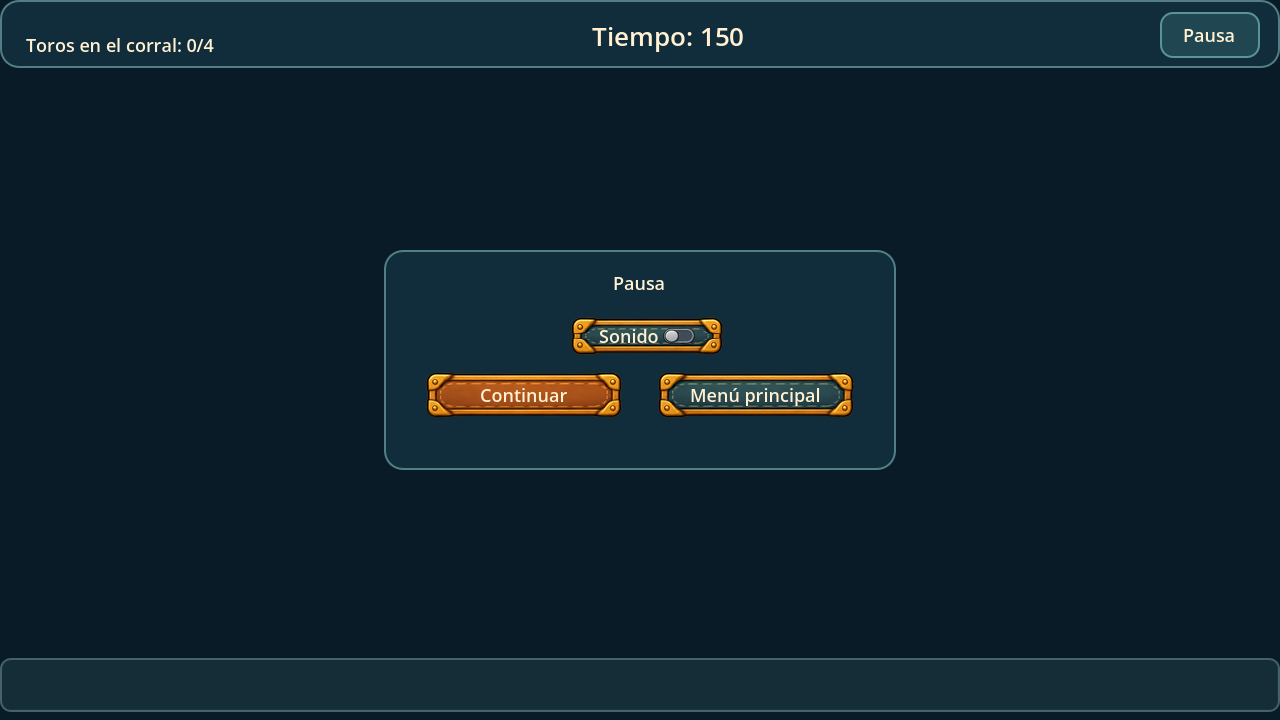 Toros en el corral: 0/4
Tiempo: 150
Pausa
Pausa
Sonido
Continuar
Menú principal